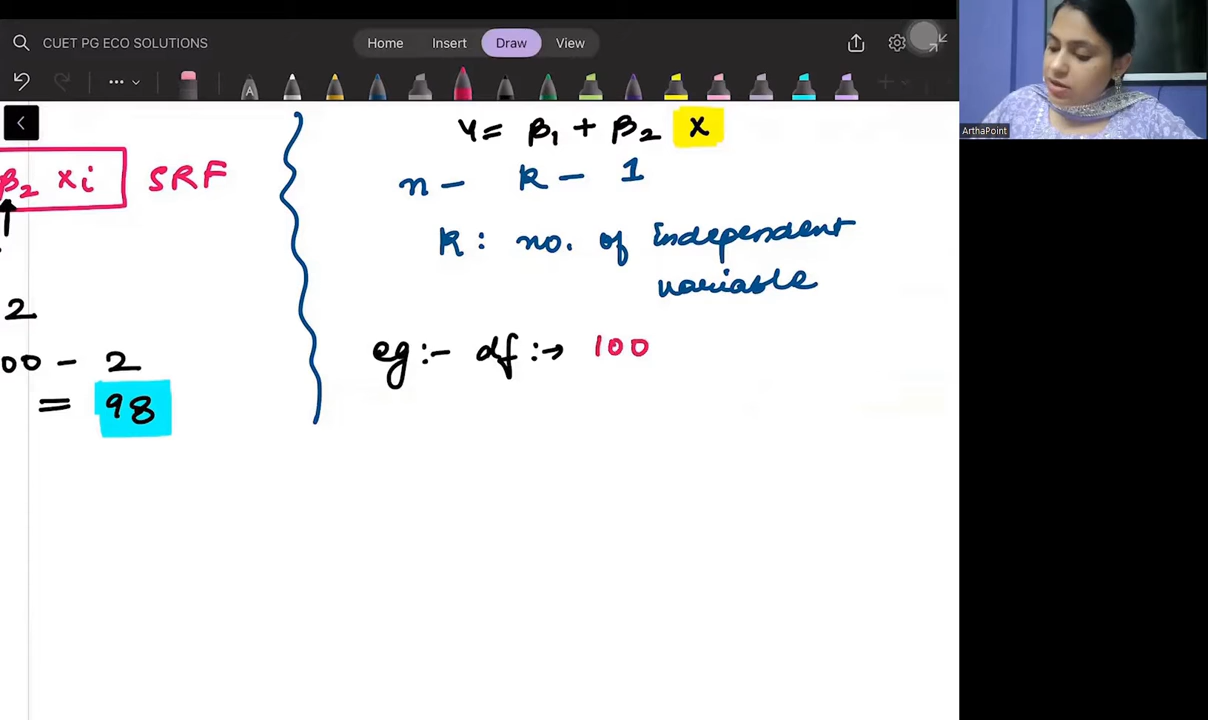 CUET PG ECO SOLUTIONS
Home Insert Draw View
A
ArthaPoint
β2 xi SRF
2
00 - 2
= 98
Y = β1 + β2 X
n - k - 1
k : no. of independent
variable
eg :- df :→ 100